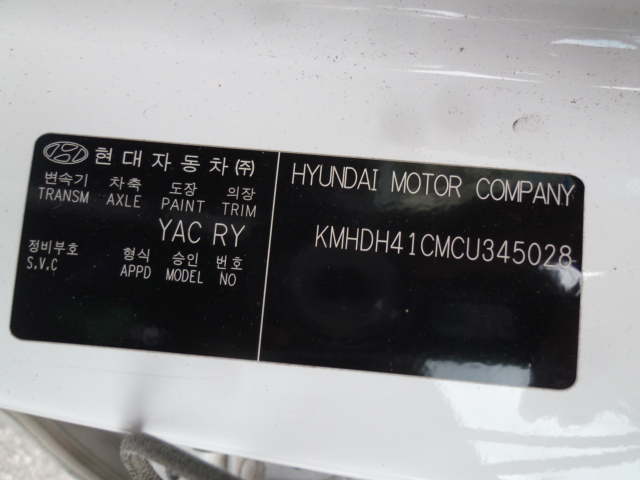 현대자동차(주)
변속기 차축 도장 의장
TRANSM AXLE PAINT TRIM
YAC RY
정비부호 형식 승인 번호
S.V.C APPD MODEL NO
HYUNDAI MOTOR COMPANY
KMHDH41CMCU345028